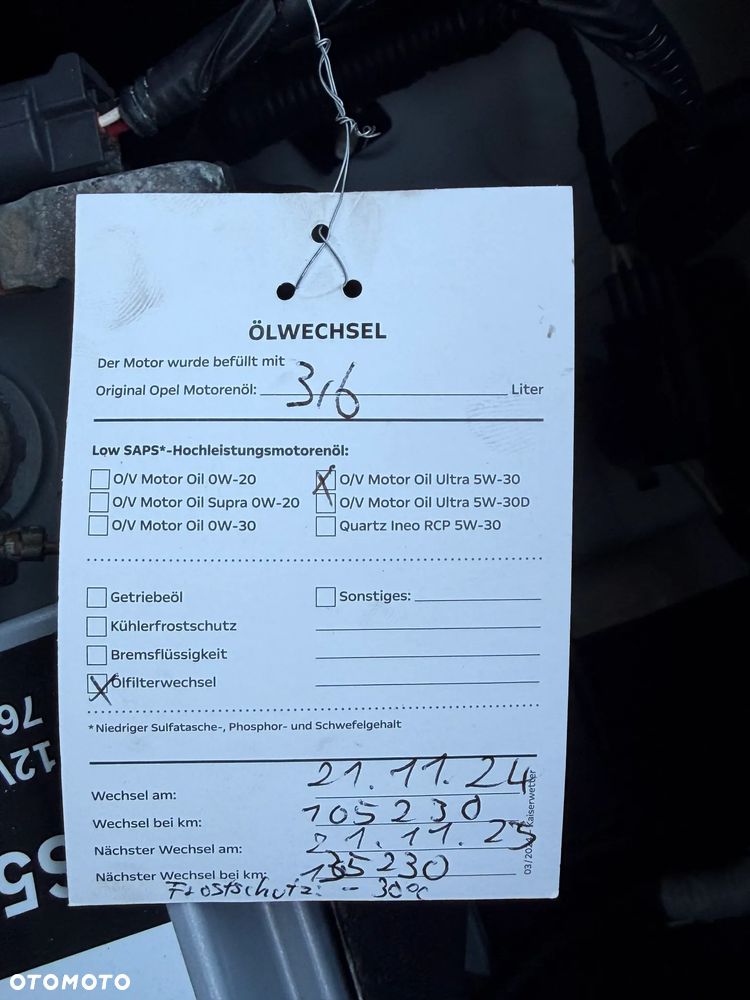 ÖLWECHSEL
Der Motor wurde befüllt mit
Original Opel Motorenöl: 3,6 Liter
Low SAPS*-Hochleistungsmotorenöl:
O/V Motor Oil 0W-20 X O/V Motor Oil Ultra 5W-30
O/V Motor Oil Supra 0W-20 O/V Motor Oil Ultra 5W-30D
O/V Motor Oil 0W-30 Quartz Ineo RCP 5W-30
Getriebeöl Sonstiges:
Kühlerfrostschutz
Bremsflüssigkeit
X Ölfilterwechsel
*Niedriger Sulfatasche-, Phosphor- und Schwefelgehalt
Wechsel am: 21.11.24
Wechsel bei km: 105230
Nächster Wechsel am: 21.11.25
Nächster Wechsel bei km: 135230
Frostschutz: -30°C
Kaiserwetter
12V
76
65
OTOMOTO